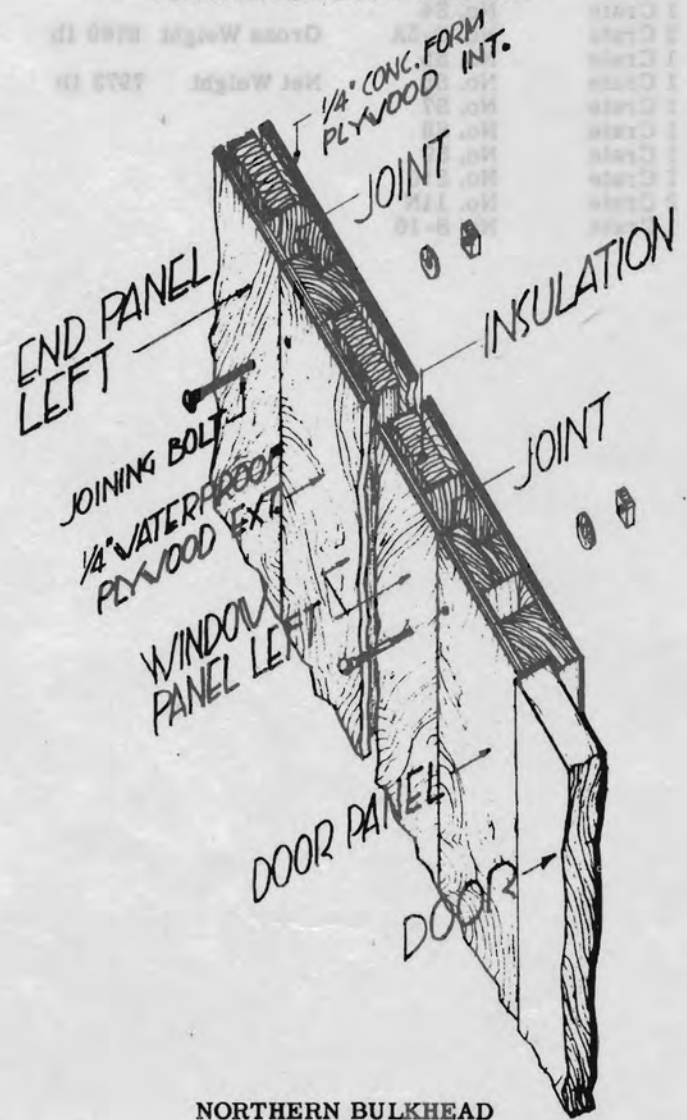 1/4" CONC. FORM
PLYWOOD INT.
JOINT
INSULATION
END PANEL
LEFT
JOINING BOLT
JOINT
1/4" WATERPROOF
PLYWOOD EXT.
WINDOW
PANEL LEFT
DOOR PANEL
DOOR
NORTHERN BULKHEAD